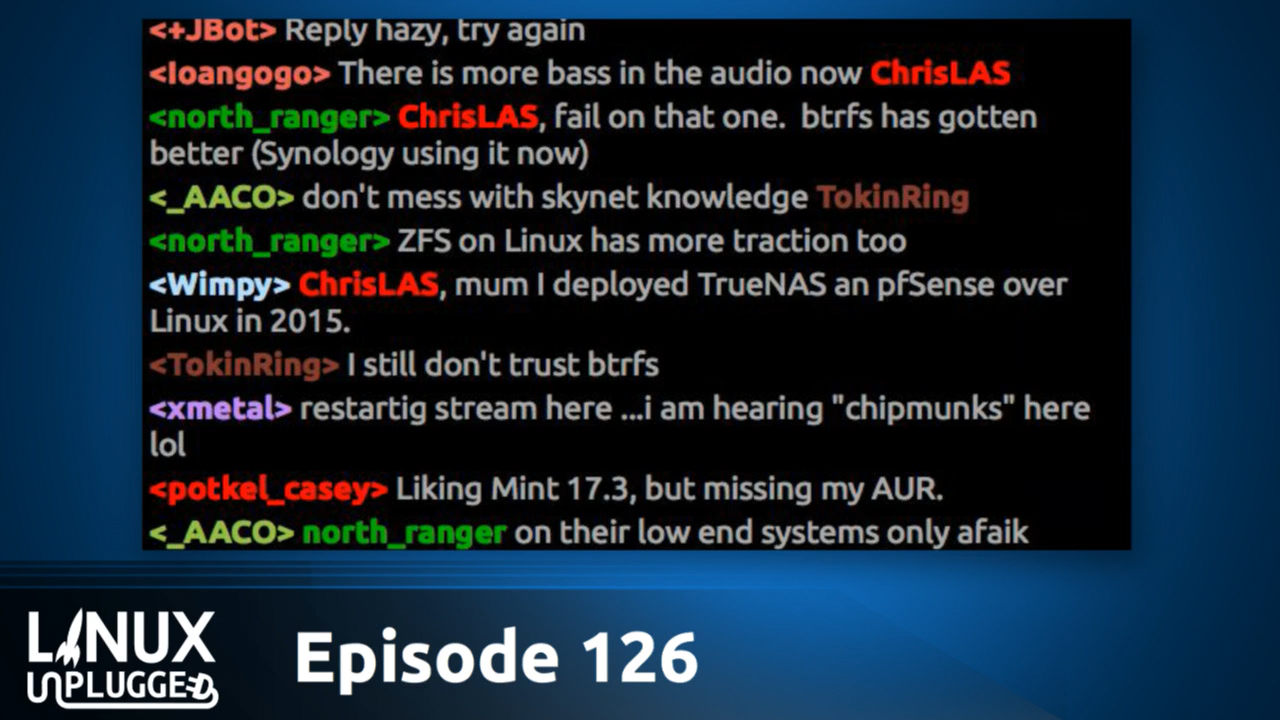 <+JBot> Reply hazy, try again
<loangogo> There is more bass in the audio now ChrisLAS
<north_ranger> ChrisLAS, fail on that one.  btrfs has gotten
better (Synology using it now)
<_AACO> don't mess with skynet knowledge TokinRing
<north_ranger> ZFS on Linux has more traction too
<Wimpy> ChrisLAS, mum I deployed TrueNAS an pfSense over
Linux in 2015.
<TokinRing> I still don't trust btrfs
<xmetal> restartig stream here ...i am hearing "chipmunks" here
lol
<potkel_casey> Liking Mint 17.3, but missing my AUR.
<_AACO> north_ranger on their low end systems only afaik
LINUX
UNPLUGGED
Episode 126